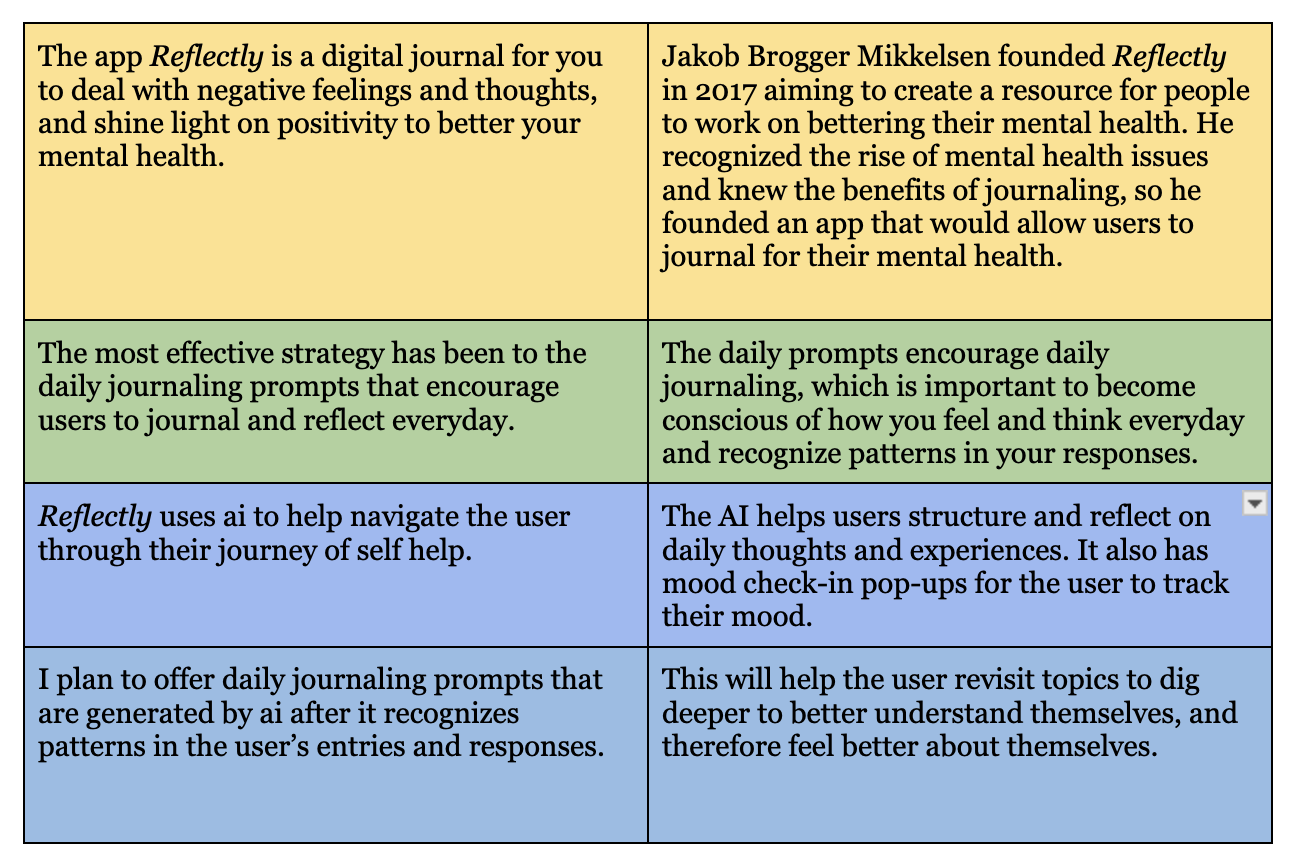 The app Reflectly is a digital journal for you
to deal with negative feelings and thoughts,
and shine light on positivity to better your
mental health.
Jakob Brogger Mikkelsen founded Reflectly
in 2017 aiming to create a resource for people
to work on bettering their mental health. He
recognized the rise of mental health issues
and knew the benefits of journaling, so he
founded an app that would allow users to
journal for their mental health.
The most effective strategy has been to the
daily journaling prompts that encourage
users to journal and reflect everyday.
The daily prompts encourage daily
journaling, which is important to become
conscious of how you feel and think everyday
and recognize patterns in your responses.
Reflectly uses ai to help navigate the user
through their journey of self help.
The AI helps users structure and reflect on
daily thoughts and experiences. It also has
mood check-in pop-ups for the user to track
their mood.
I plan to offer daily journaling prompts that
are generated by ai after it recognizes
patterns in the user’s entries and responses.
This will help the user revisit topics to dig
deeper to better understand themselves, and
therefore feel better about themselves.